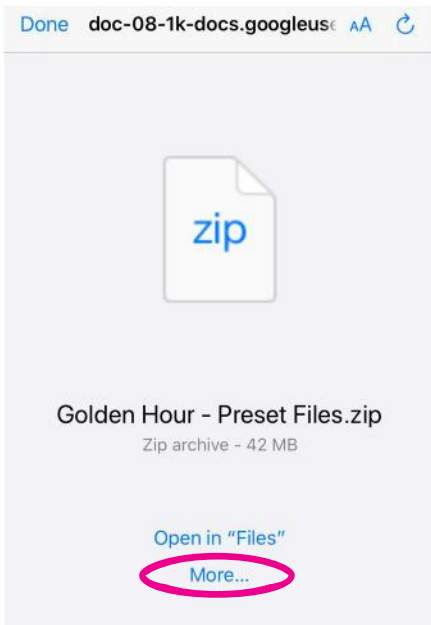 Done doc-08-1k-docs.googleuse AA
zip
Golden Hour - Preset Files.zip
Zip archive - 42 MB
Open in “Files”
More...